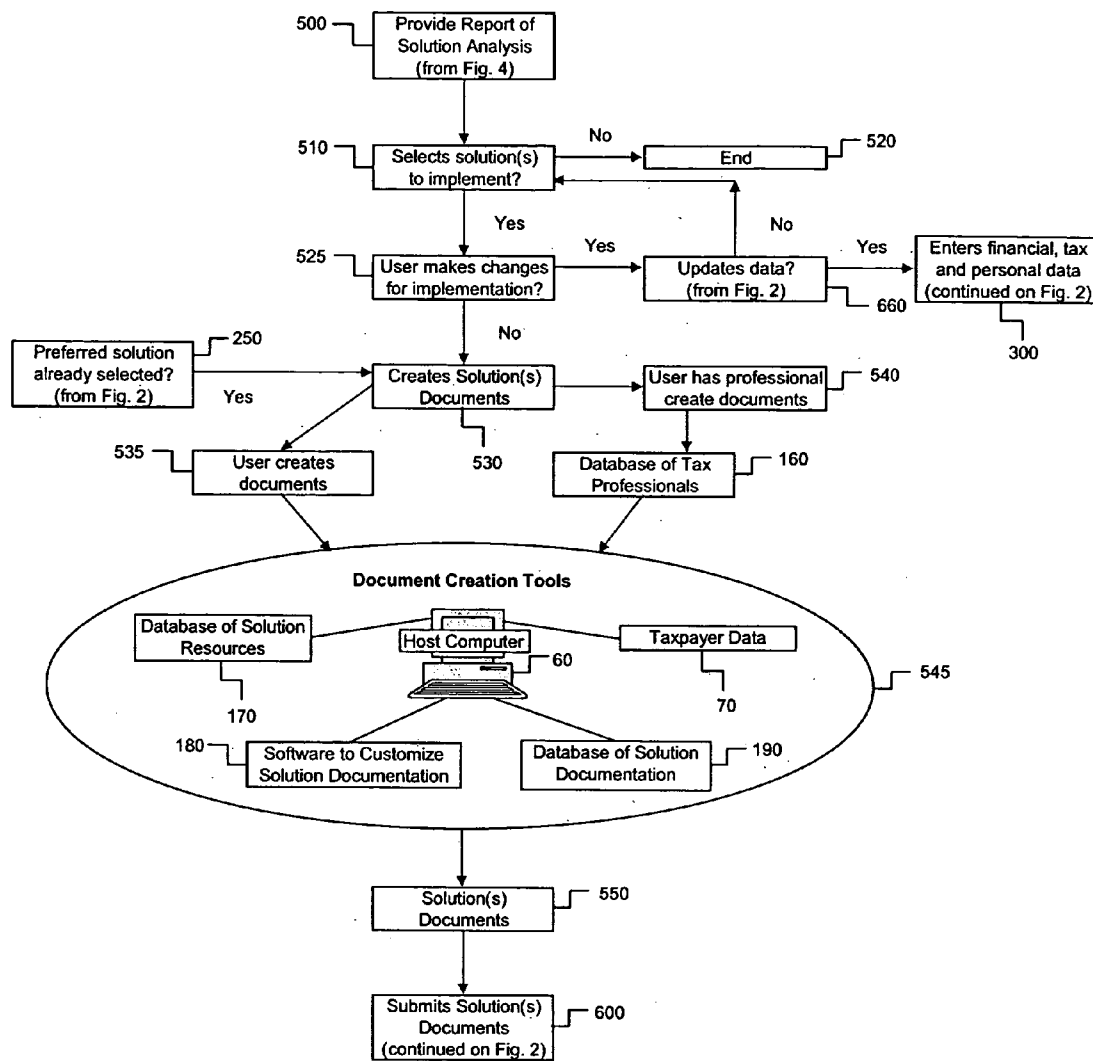 500
Provide Report of
Solution Analysis
(from Fig. 4)
510
Selects solution(s)
to implement?
No
End
520
Yes
No
525
User makes changes
for implementation?
Yes
Updates data?
(from Fig. 2)
660
Yes
Enters financial, tax
and personal data
(continued on Fig. 2)
300
No
Preferred solution
already selected?
(from Fig. 2)
250
Yes
Creates Solution(s)
Documents
530
User has professional
create documents
540
535
User creates
documents
Database of Tax
Professionals
160
Document Creation Tools
Database of Solution
Resources
170
Host Computer
60
Taxpayer Data
70
545
180
Software to Customize
Solution Documentation
Database of Solution
Documentation
190
Solution(s)
Documents
550
Submits Solution(s)
Documents
(continued on Fig. 2)
600